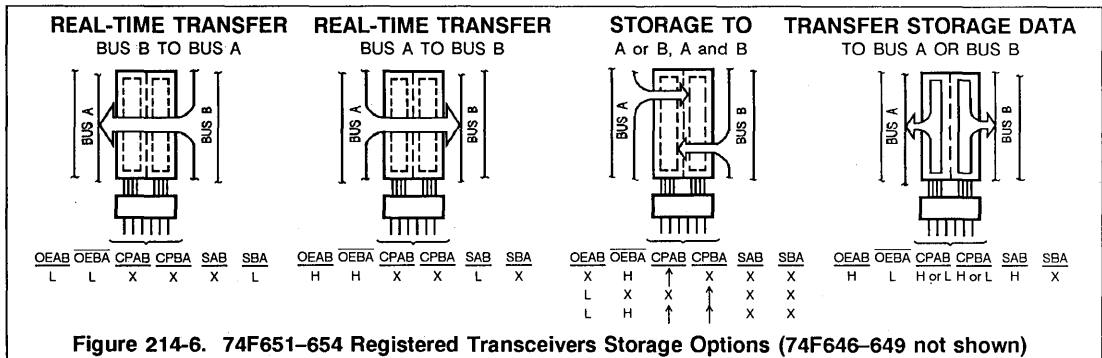 REAL-TIME TRANSFER
BUS B TO BUS A
BUS A
BUS B
OEAB OEBA CPAB CPBA SAB SBA
L L X X X L
REAL-TIME TRANSFER
BUS A TO BUS B
BUS A
BUS B
OEAB OEBA CPAB CPBA SAB SBA
H H X X L X
STORAGE TO
A or B, A and B
BUS A
BUS B
OEAB OEBA CPAB CPBA SAB SBA
X H ↑ X X X
L X X ↑ X X
L H ↑ ↑ X X
TRANSFER STORAGE DATA
TO BUS A OR BUS B
BUS A
BUS B
OEAB OEBA CPAB CPBA SAB SBA
H L H or L H or L H X
Figure 214-6. 74F651–654 Registered Transceivers Storage Options (74F646–649 not shown)